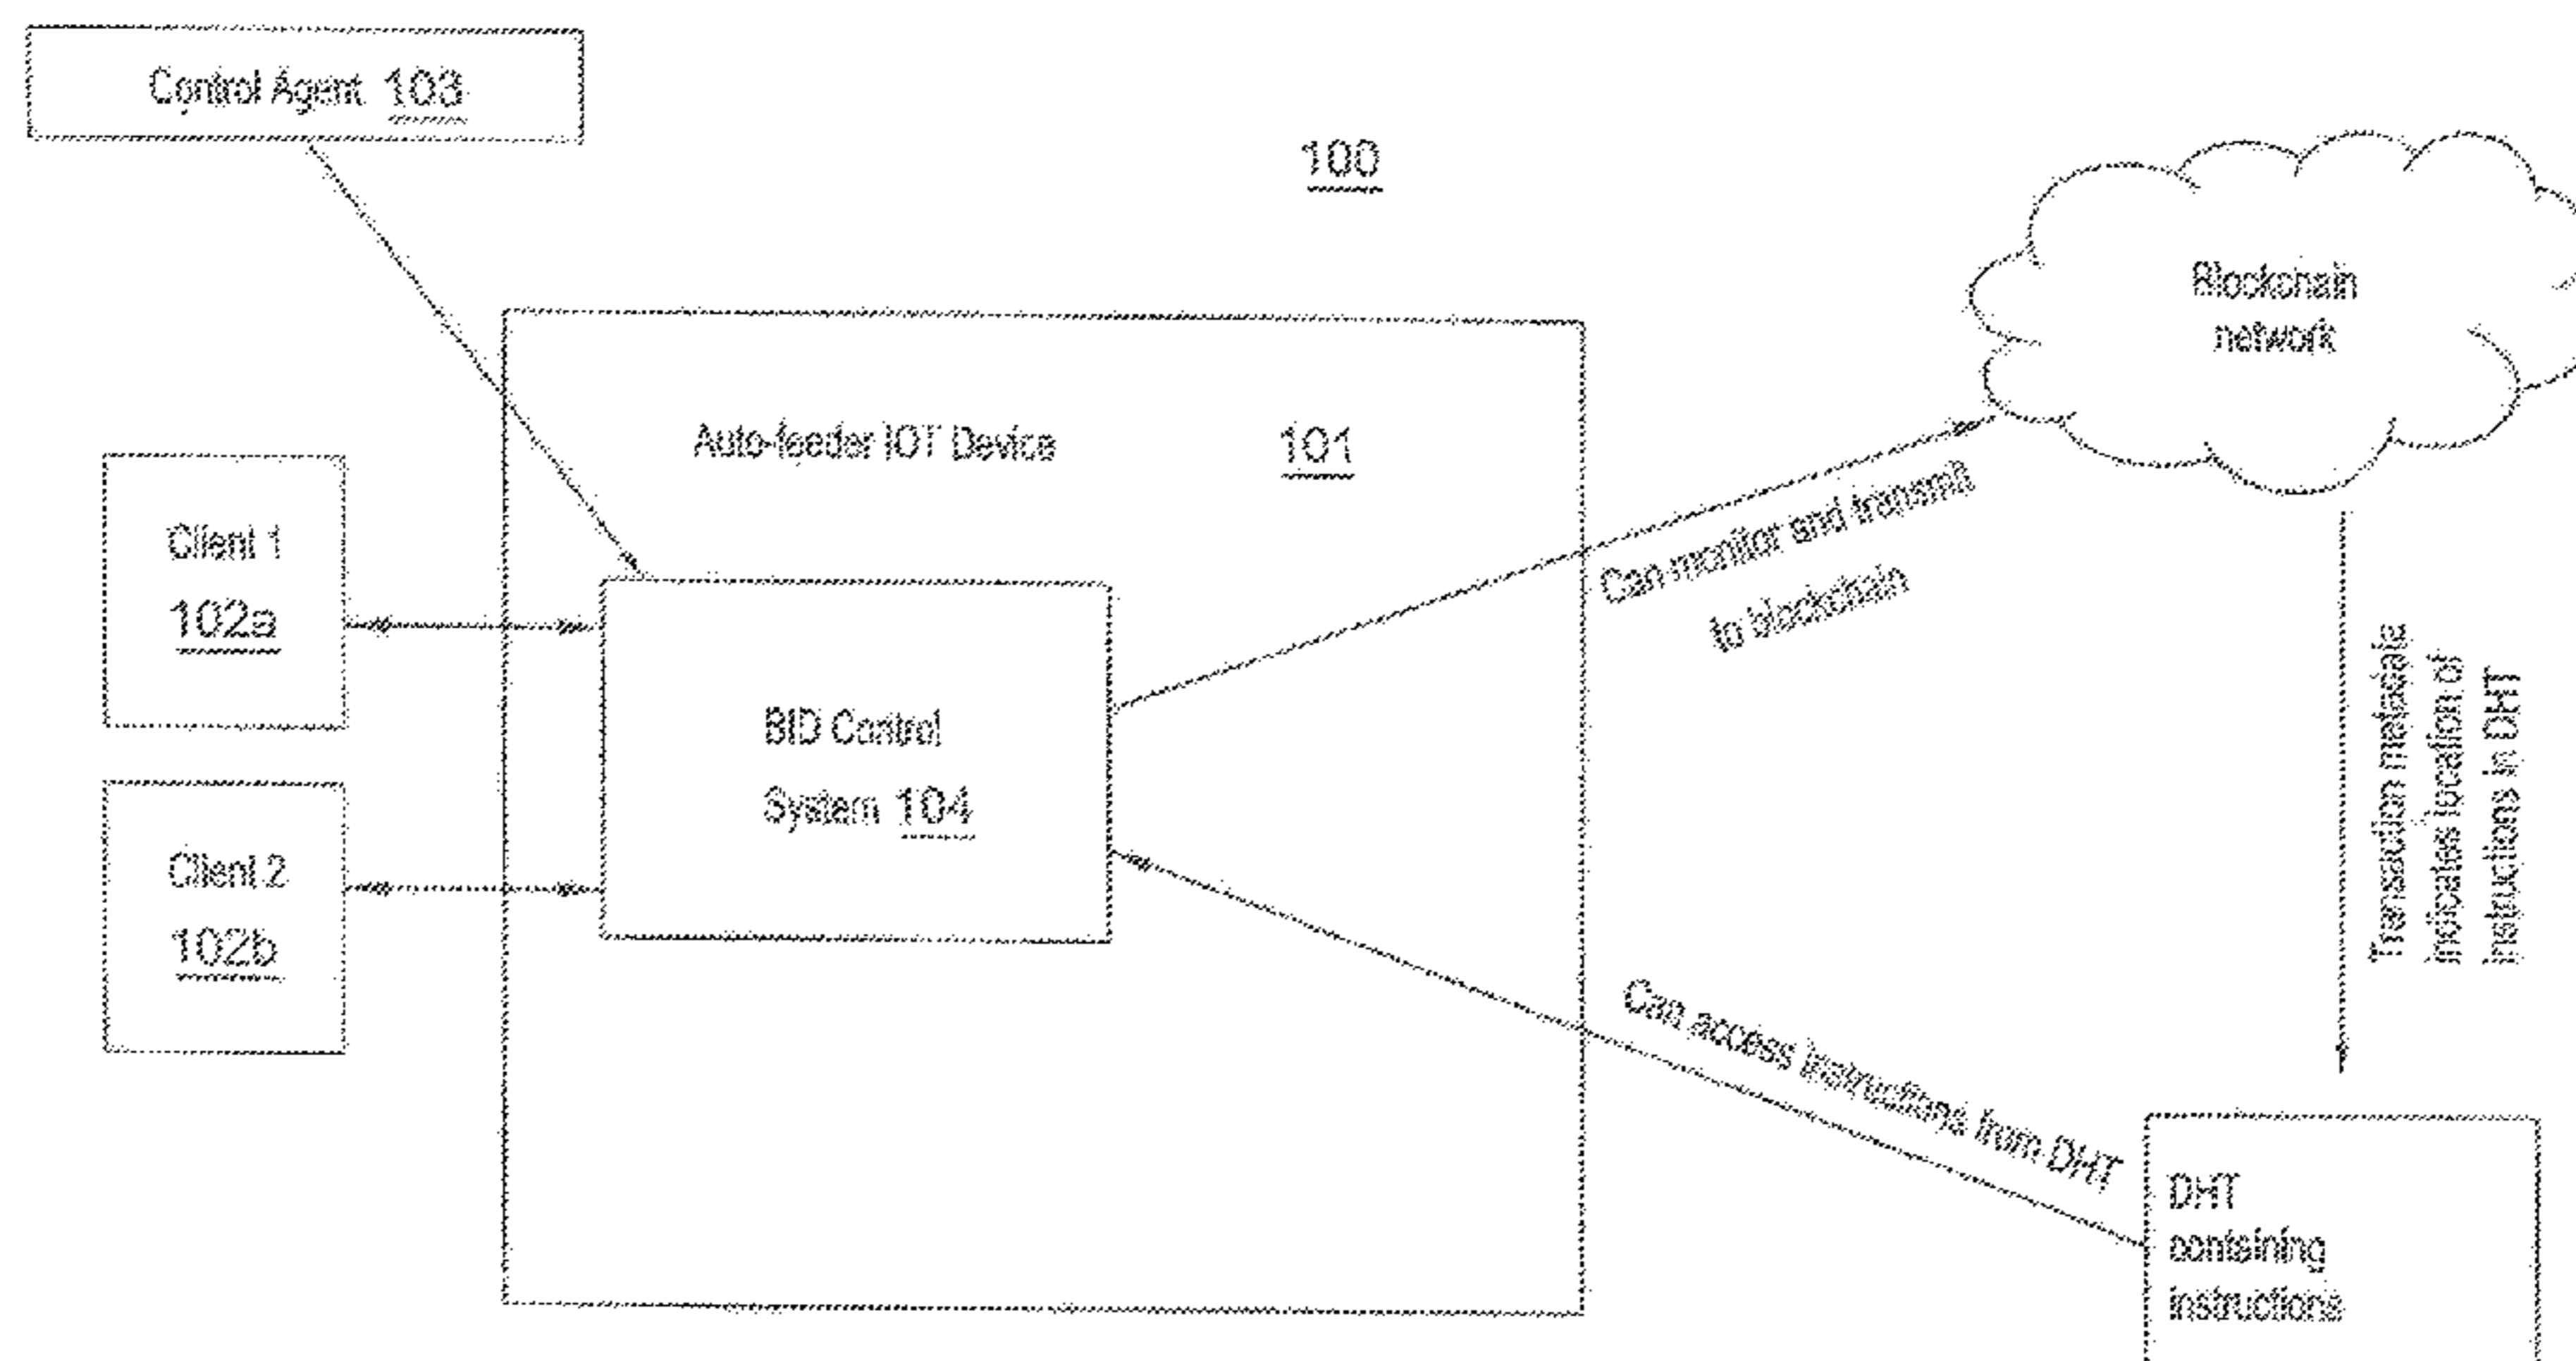 Control Agent 103
100
Blockchain
network
Auto-feeder IOT Device 101
Client 1
102a
Can monitor and transmit
to blockchain
BID Control
System 104
Client 2
102b
Transaction metadata
indicates location of
instructions in DHT
Can access instructions from DHT
DHT
containing
instructions